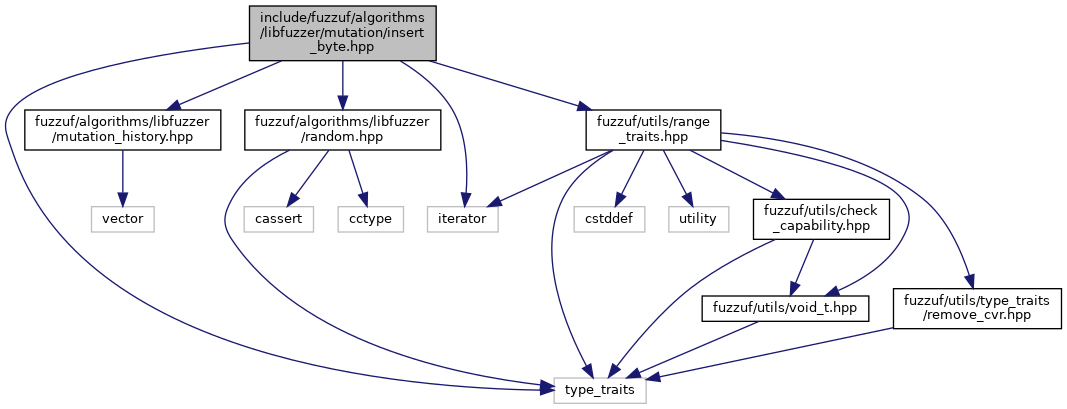 include/fuzzuf/algorithms
/libfuzzer/mutation/insert
_byte.hpp
fuzzuf/algorithms/libfuzzer
/mutation_history.hpp
fuzzuf/algorithms/libfuzzer
/random.hpp
fuzzuf/utils/range
_traits.hpp
vector
cassert
cctype
iterator
cstddef
utility
fuzzuf/utils/check
_capability.hpp
fuzzuf/utils/void_t.hpp
fuzzuf/utils/type_traits
/remove_cvr.hpp
type_traits